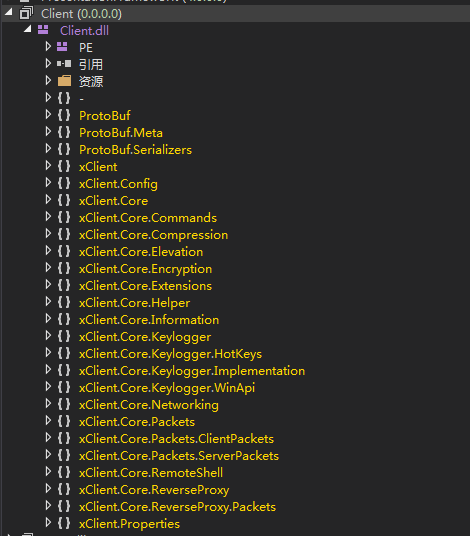 Client (0.0.0.0)
Client.dll
PE
引用
资源
-
ProtoBuf
ProtoBuf.Meta
ProtoBuf.Serializers
xClient
xClient.Config
xClient.Core
xClient.Core.Commands
xClient.Core.Compression
xClient.Core.Elevation
xClient.Core.Encryption
xClient.Core.Extensions
xClient.Core.Helper
xClient.Core.Information
xClient.Core.Keylogger
xClient.Core.Keylogger.HotKeys
xClient.Core.Keylogger.Implementation
xClient.Core.Keylogger.WinApi
xClient.Core.Networking
xClient.Core.Packets
xClient.Core.Packets.ClientPackets
xClient.Core.Packets.ServerPackets
xClient.Core.RemoteShell
xClient.Core.ReverseProxy
xClient.Core.ReverseProxy.Packets
xClient.Properties